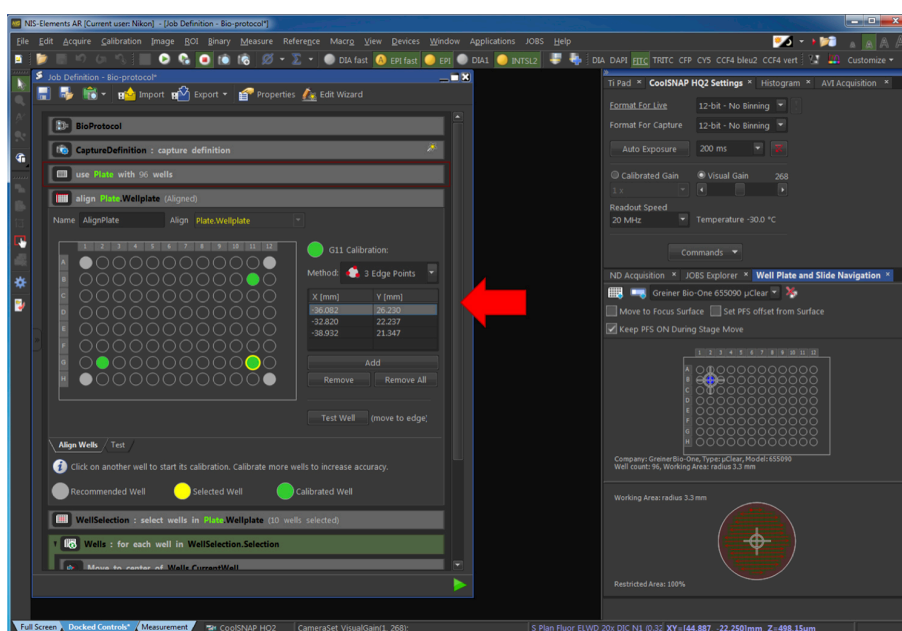 NIS-Elements AR [Current user: Nikon] - [Job Definition - Bio-protocol*]
File Edit Acquire Calibration Image ROI Binary Measure Reference Macro View Devices Window Applications JOBS Help
DIA fast EPI fast EPI DIA1 INTSL2 DIA DAPI FITC TRITC CFP CY5 CCF4 bleu2 CCF4 vert Customize
Job Definition - Bio-protocol*
Import Export Properties Edit Wizard
BioProtocol
CaptureDefinition : capture definition
use Plate with 96 wells
align Plate.Wellplate (Aligned)
Name AlignPlate Align Plate.Wellplate
1 2 3 4 5 6 7 8 9 10 11 12
A
B
C
D
E
F
G
H
G11 Calibration:
Method: 3 Edge Points
X [mm] Y [mm]
-36.082 26.230
-32.820 22.237
-38.932 21.347
Add
Remove Remove All
Test Well (move to edge;
Align Wells Test
Click on another well to start its calibration. Calibrate more wells to increase accuracy.
Recommended Well Selected Well Calibrated Well
WellSelection : select wells in Plate.Wellplate (10 wells selected)
Wells : for each well in WellSelection.Selection
Move to center of Wells.CurrentWell
Ti Pad CoolSNAP HQ2 Settings Histogram AVI Acquisition
Format For Live 12-bit - No Binning
Format For Capture 12-bit - No Binning
Auto Exposure 200 ms
Calibrated Gain Visual Gain 268
1 x
Readout Speed
20 MHz Temperature -30.0 °C
Commands
ND Acquisition JOBS Explorer Well Plate and Slide Navigation
Greiner Bio-One 655090 µClear
Move to Focus Surface Set PFS offset from Surface
Keep PFS ON During Stage Move
1 2 3 4 5 6 7 8 9 10 11 12
A
B
C
D
E
F
G
H
Company: GreinerBio-One, Type: µClear, Model: 655090
Well count: 96, Working Area: radius 3.3 mm
Working Area: radius 3.3 mm
Restricted Area: 100%
Full Screen Docked Controls* Measurement CoolSNAP HQ2 CameraSet_VisualGain(1, 268); S Plan Fluor ELWD 20x DIC N1 (0.32 XY=[44.887 -22.250]mm Z=498.15um